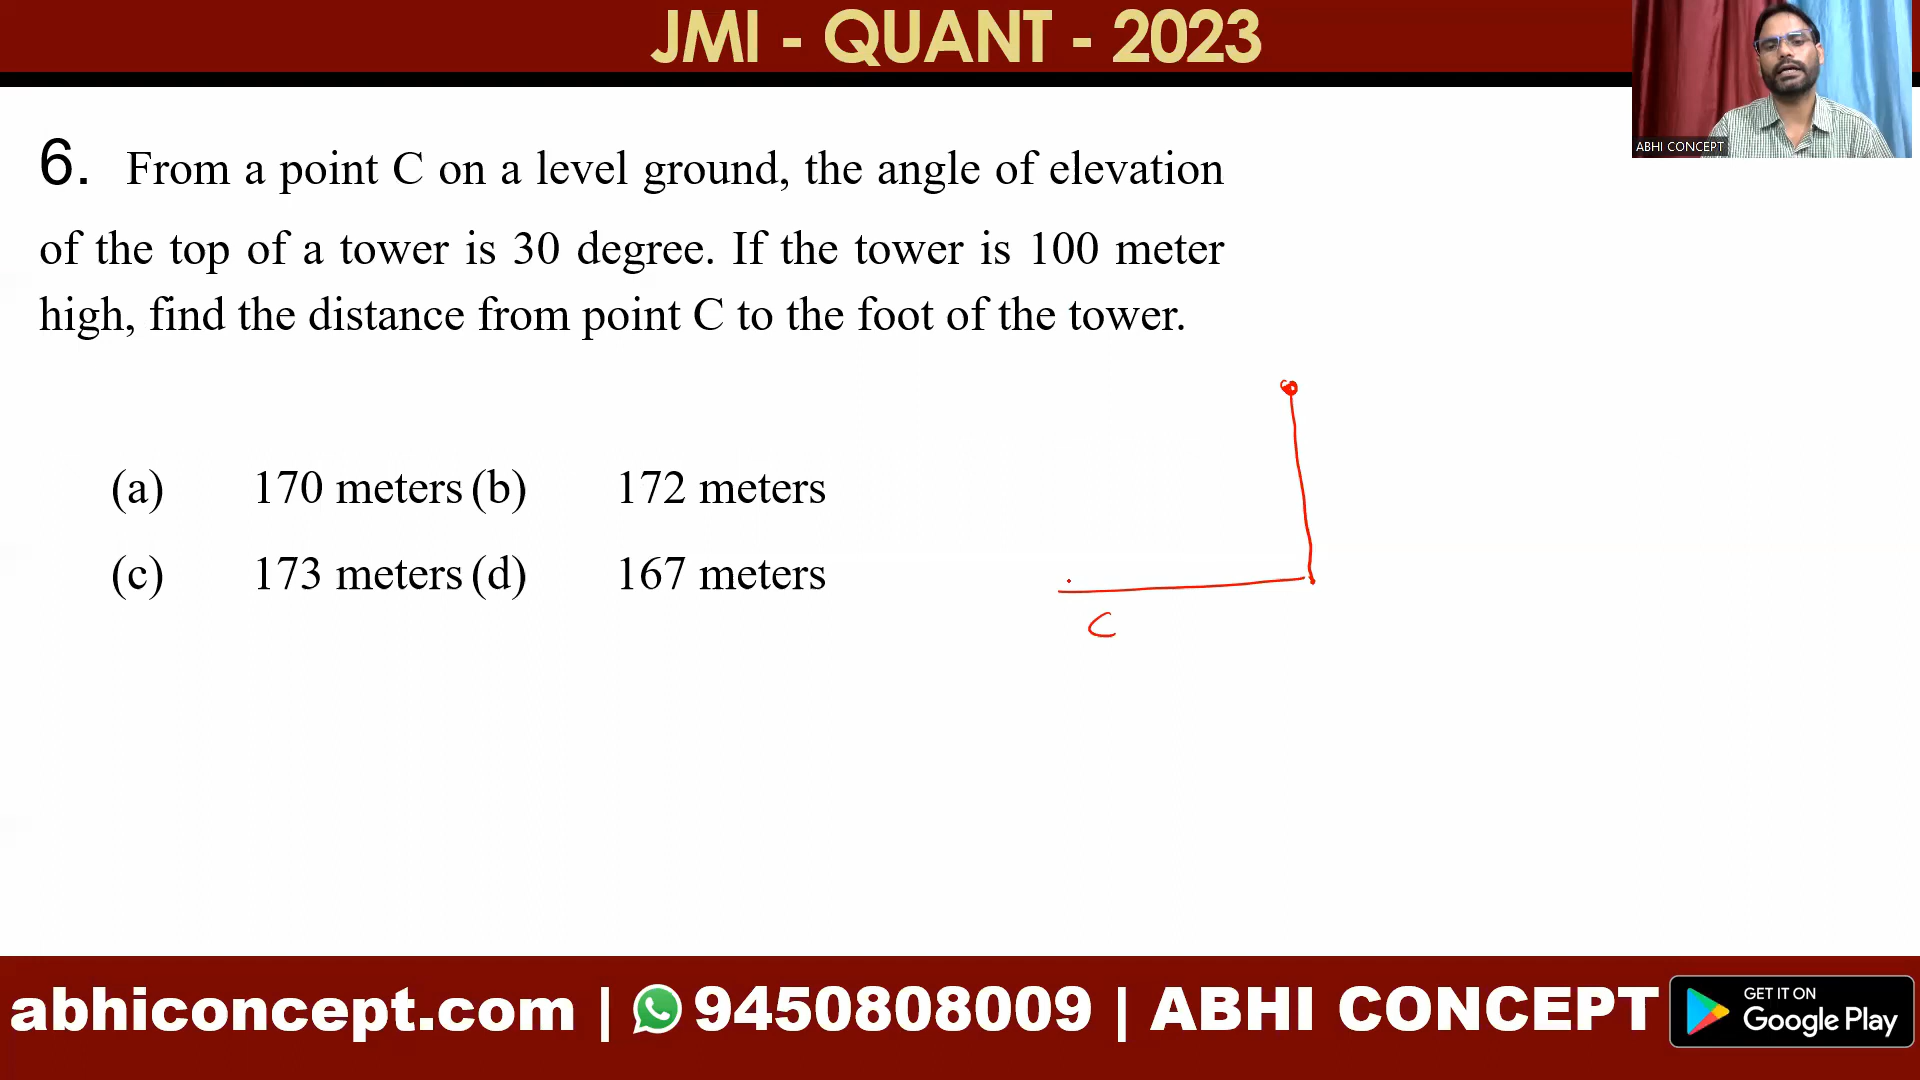 JMI - QUANT - 2023
ABHI CONCEPT
6. From a point C on a level ground, the angle of elevation
of the top of a tower is 30 degree. If the tower is 100 meter
high, find the distance from point C to the foot of the tower.
(a) 170 meters (b) 172 meters
(c) 173 meters (d) 167 meters
C
abhiconcept.com | 9450808009 | ABHI CONCEPT
GET IT ON
Google Play